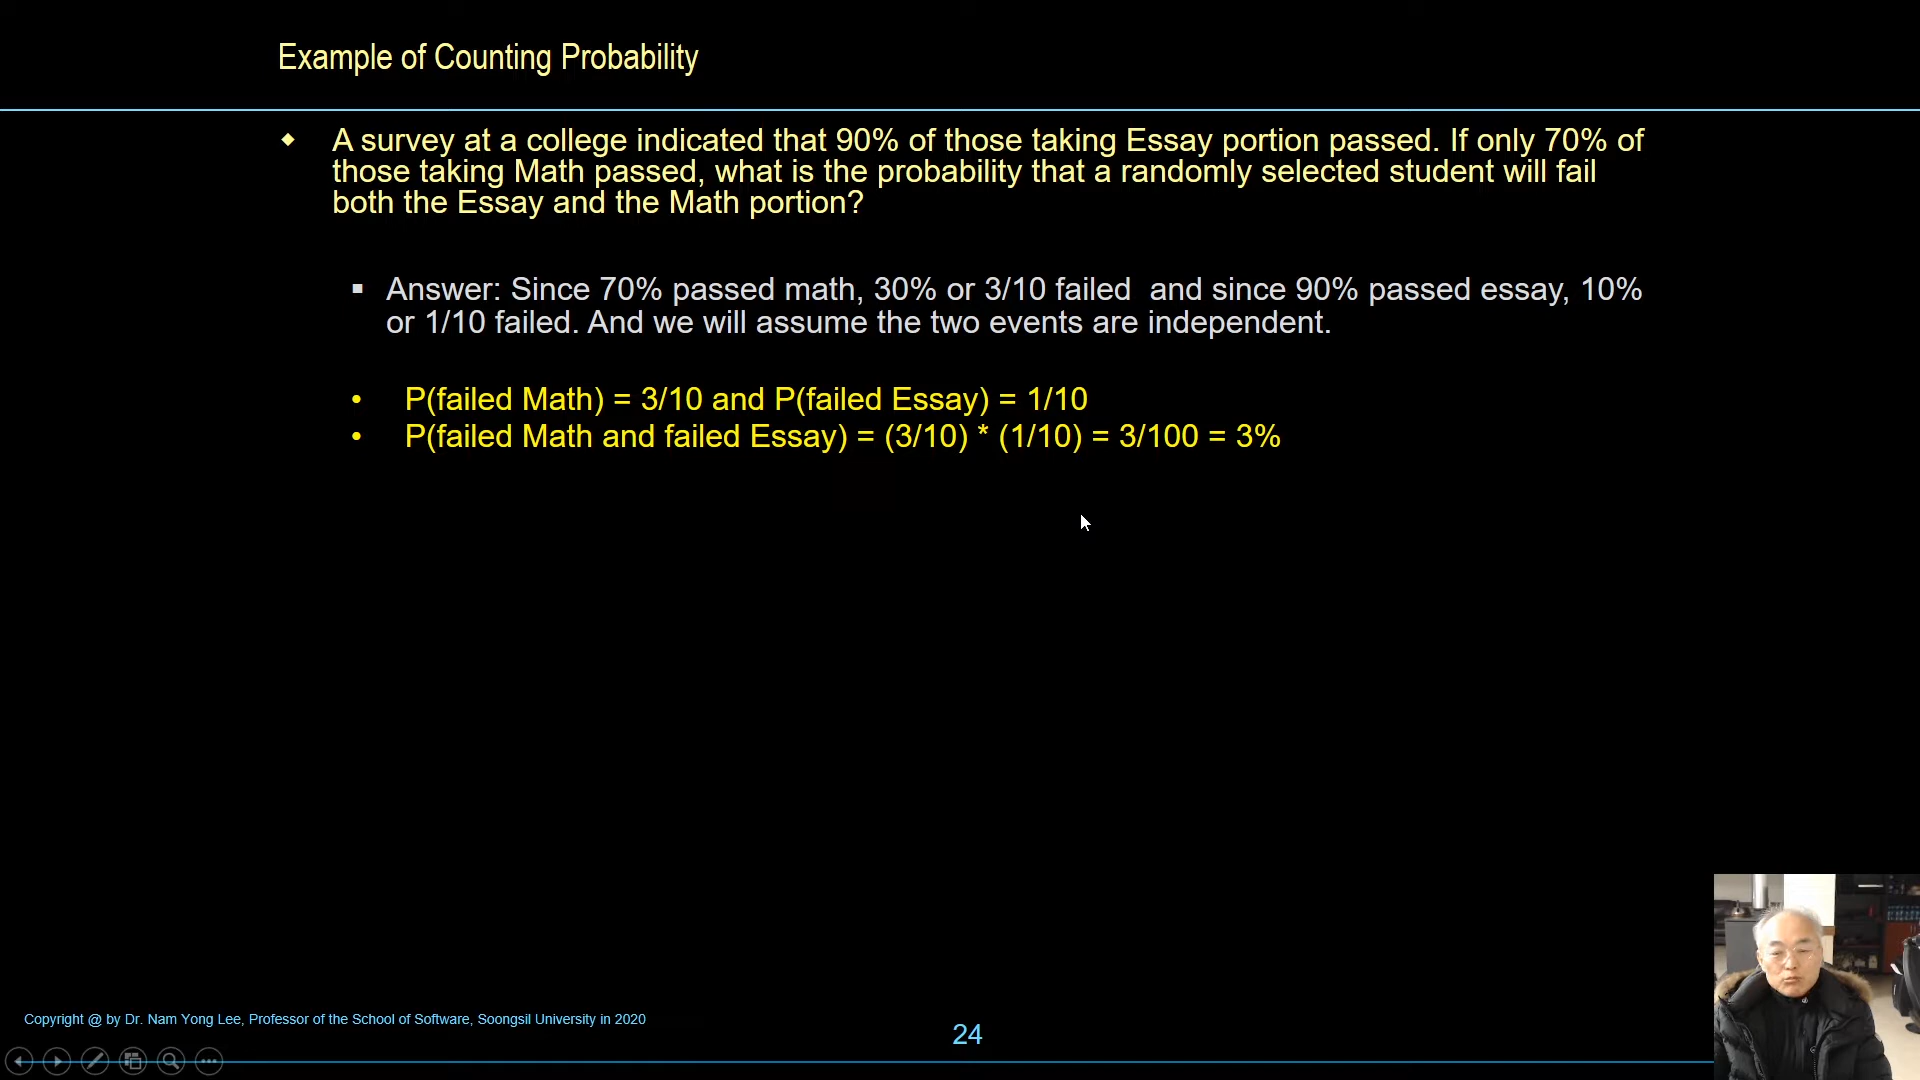 Example of Counting Probability
A survey at a college indicated that 90% of those taking Essay portion passed. If only 70% of
those taking Math passed, what is the probability that a randomly selected student will fail
both the Essay and the Math portion?
Answer: Since 70% passed math, 30% or 3/10 failed  and since 90% passed essay, 10%
or 1/10 failed. And we will assume the two events are independent.
P(failed Math) = 3/10 and P(failed Essay) = 1/10
P(failed Math and failed Essay) = (3/10) * (1/10) = 3/100 = 3%
Copyright @ by Dr. Nam Yong Lee, Professor of the School of Software, Soongsil University in 2020
24